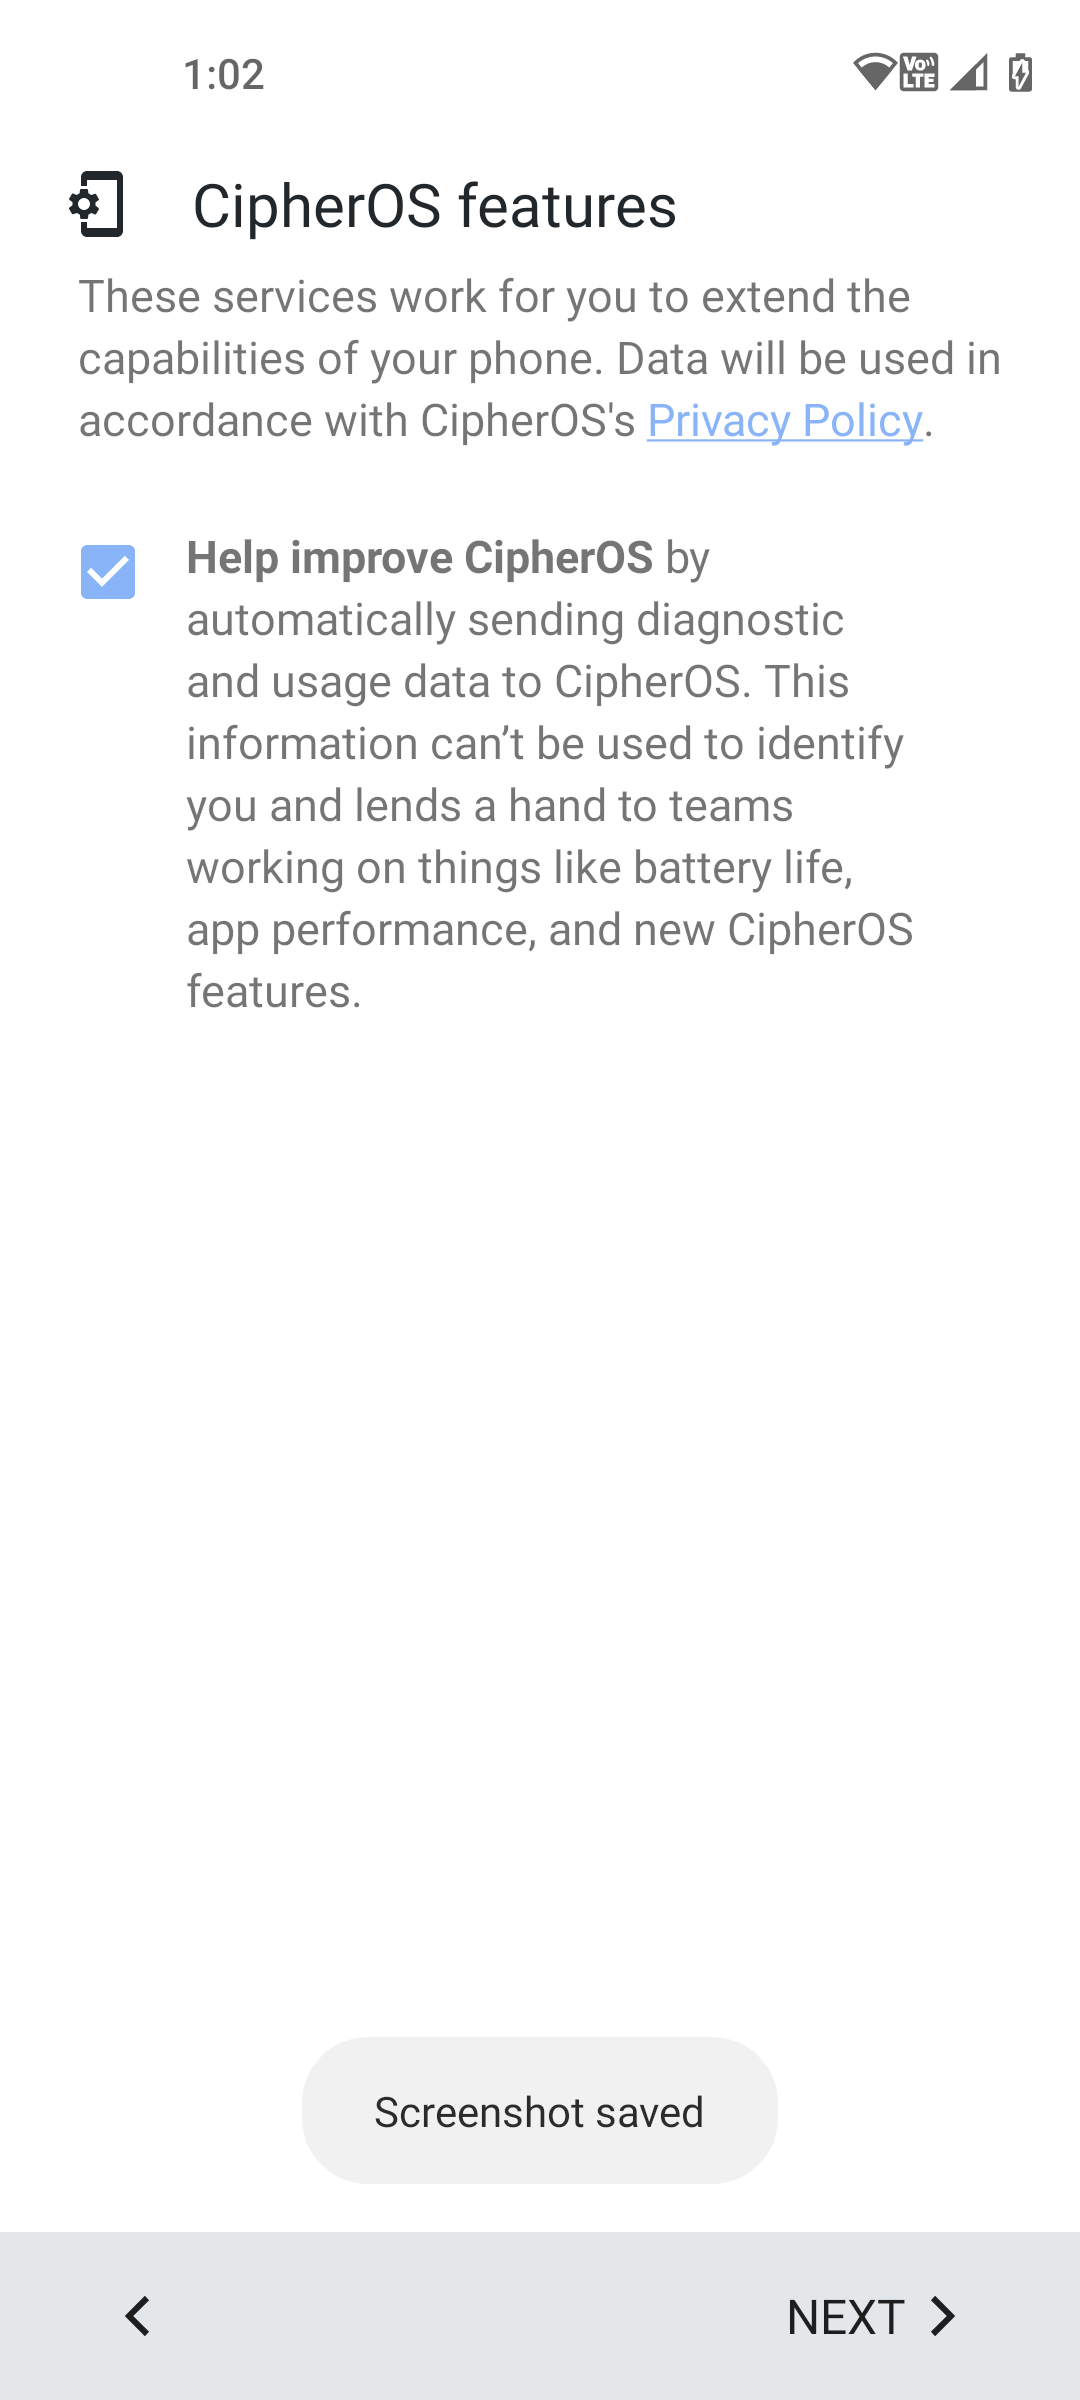 1:02
Vo LTE
CipherOS features
These services work for you to extend the
capabilities of your phone. Data will be used in
accordance with CipherOS's Privacy Policy.
Help improve CipherOS by
automatically sending diagnostic
and usage data to CipherOS. This
information can’t be used to identify
you and lends a hand to teams
working on things like battery life,
app performance, and new CipherOS
features.
Screenshot saved
NEXT